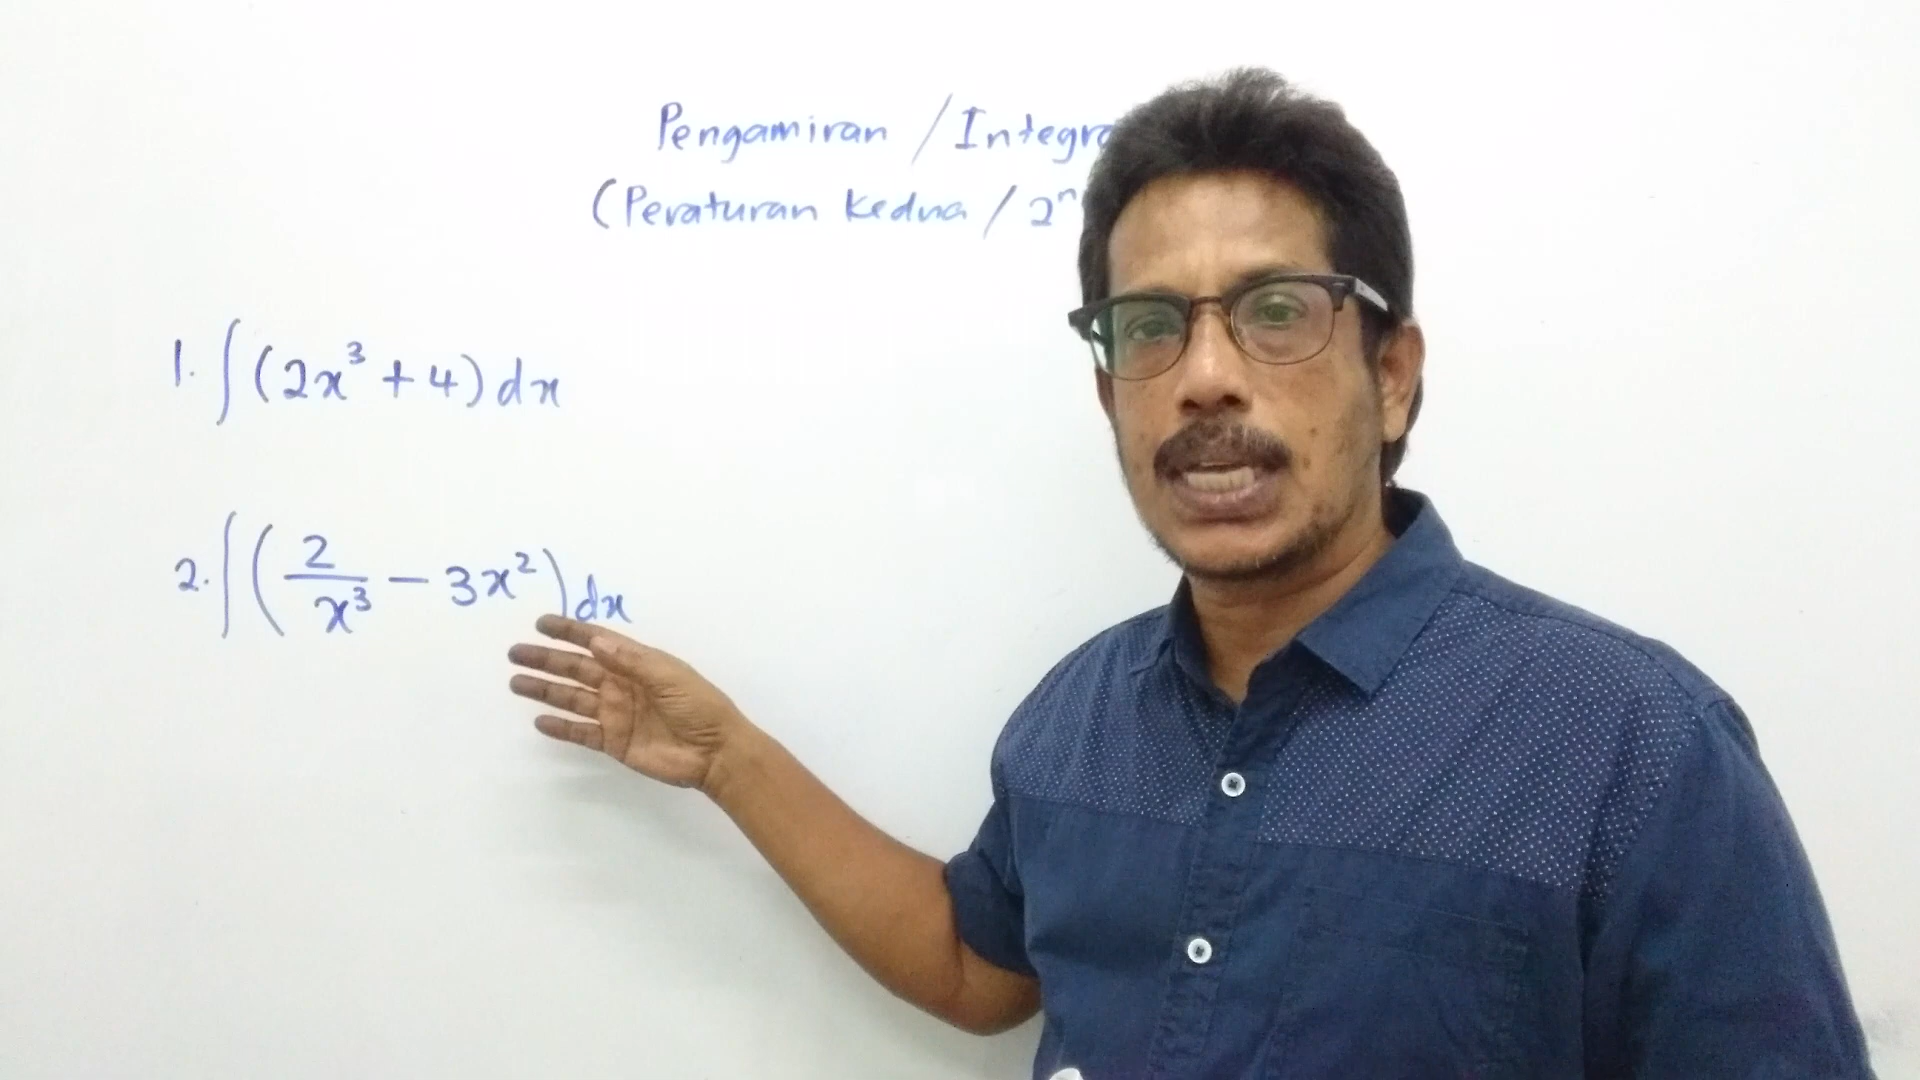 Pengamiran / Integra
(Peraturan Kedua / 2ⁿ
1. ∫(2x³ + 4) dx
2. ∫(2/x³ − 3x²) dx